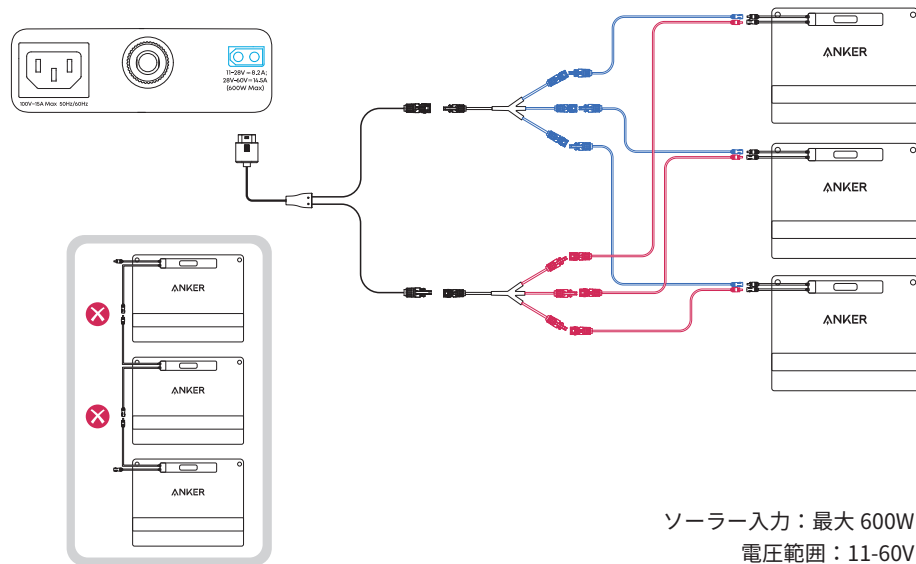 100V~15A Max 50Hz/60Hz
11-28V⎓8.2A;
28V-60V⎓14.5A
(600W Max)
ANKER
ANKER
ANKER
ANKER
ANKER
ANKER
ソーラー入力：最大 600W
電圧範囲：11-60V